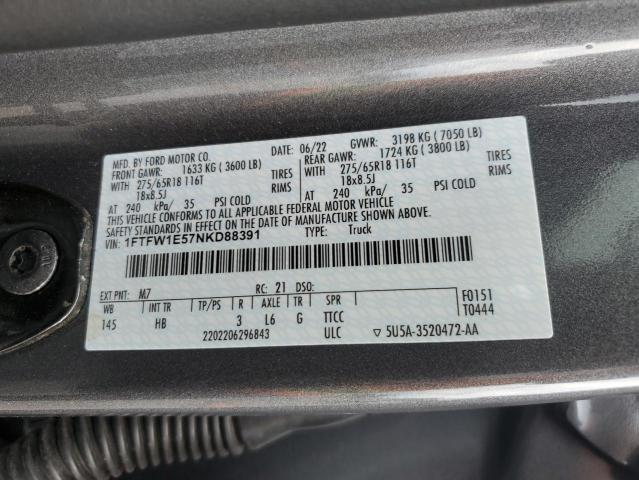 MFD. BY FORD MOTOR CO. DATE: 06/22 GVWR: 3198 KG ( 7050 LB)
FRONT GAWR: 1633 KG ( 3600 LB) REAR GAWR: 1724 KG ( 3800 LB)
WITH 275/65R18 116T TIRES WITH 275/65R18 116T TIRES
18x8.5J RIMS 18x8.5J RIMS
AT 240 kPa/ 35 PSI COLD AT 240 kPa/ 35 PSI COLD
THIS VEHICLE CONFORMS TO ALL APPLICABLE FEDERAL MOTOR VEHICLE
SAFETY STANDARDS IN EFFECT ON THE DATE OF MANUFACTURE SHOWN ABOVE.
VIN: 1FTFW1E57NKD88391 TYPE: Truck
EXT PNT: M7 RC: 21 DSO: F0151
WB INT TR TP/PS R AXLE TR SPR T0444
145 HB 3 L6 G TTCC
2202206296843 ULC ▽ 5U5A-3520472-AA